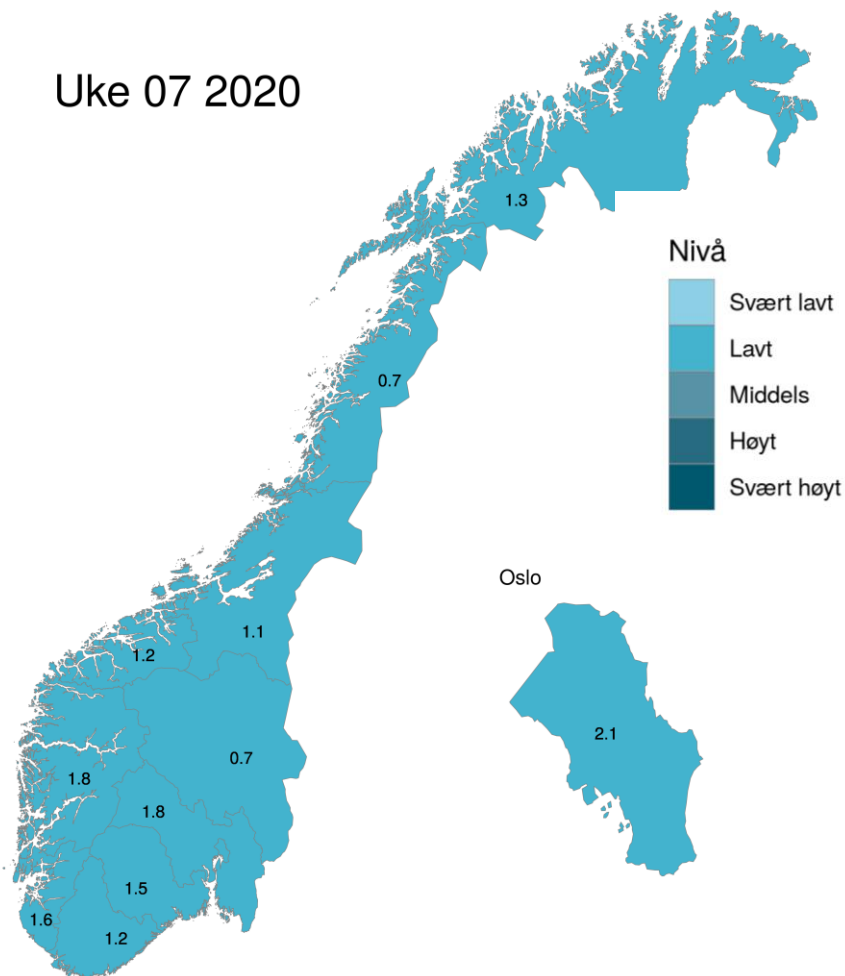 Uke 07 2020
1.3
Nivå
Svært lavt
Lavt
0.7
Middels
Høyt
Svært høyt
Oslo
1.1
1.2
2.1
0.7
1.8
1.8
1.5
1.6
1.2